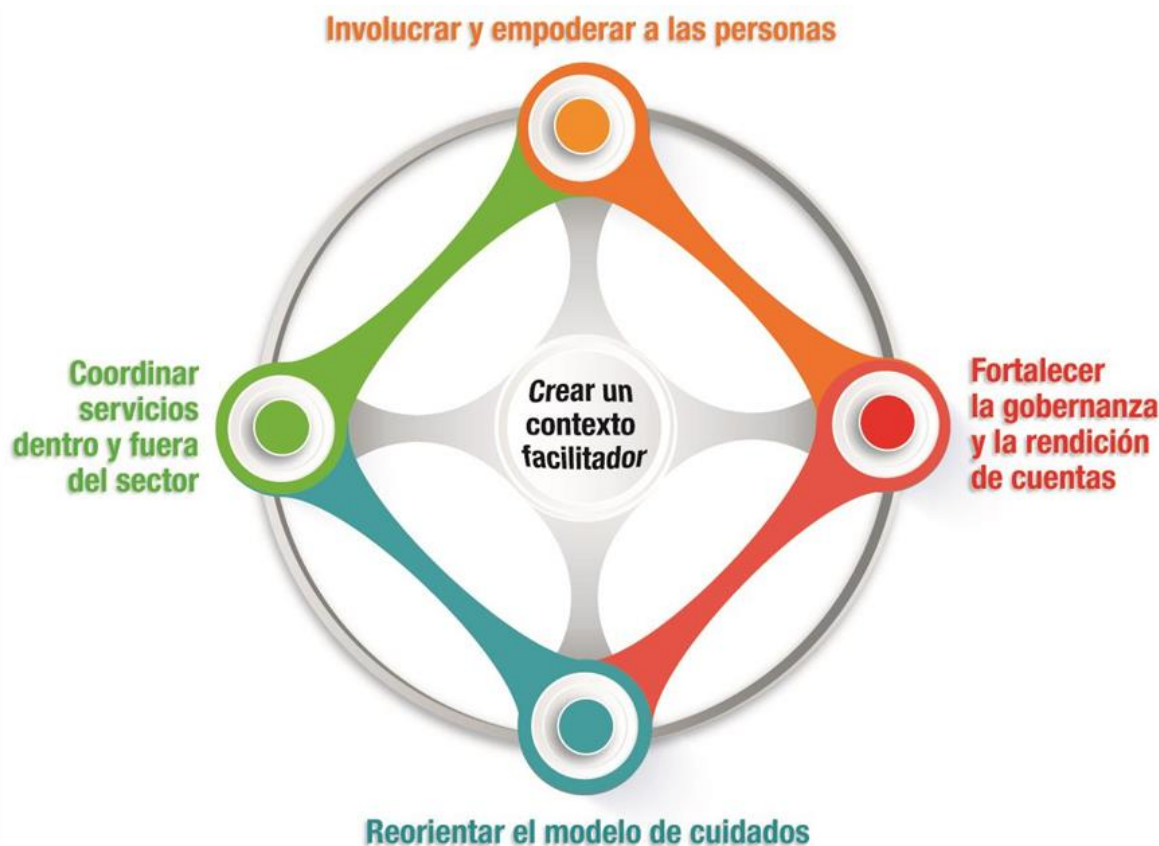 Involucrar y empoderar a las personas
Coordinar
servicios
dentro y fuera
del sector
Crear un
contexto
facilitador
Fortalecer
la gobernanza
y la rendición
de cuentas
Reorientar el modelo de cuidados